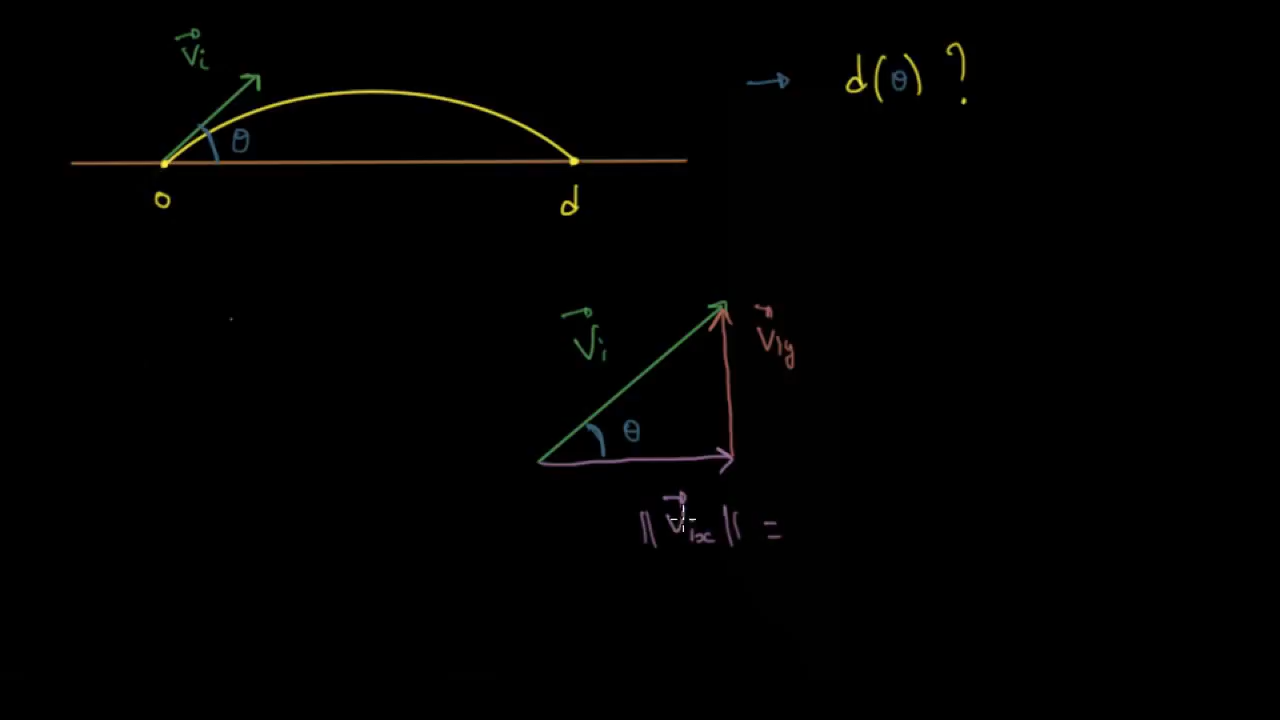 v⃗ᵢ
→ d(θ) ?
θ
0
d
v⃗ᵢ
v⃗ᵢy
θ
‖v⃗ᵢx‖ =